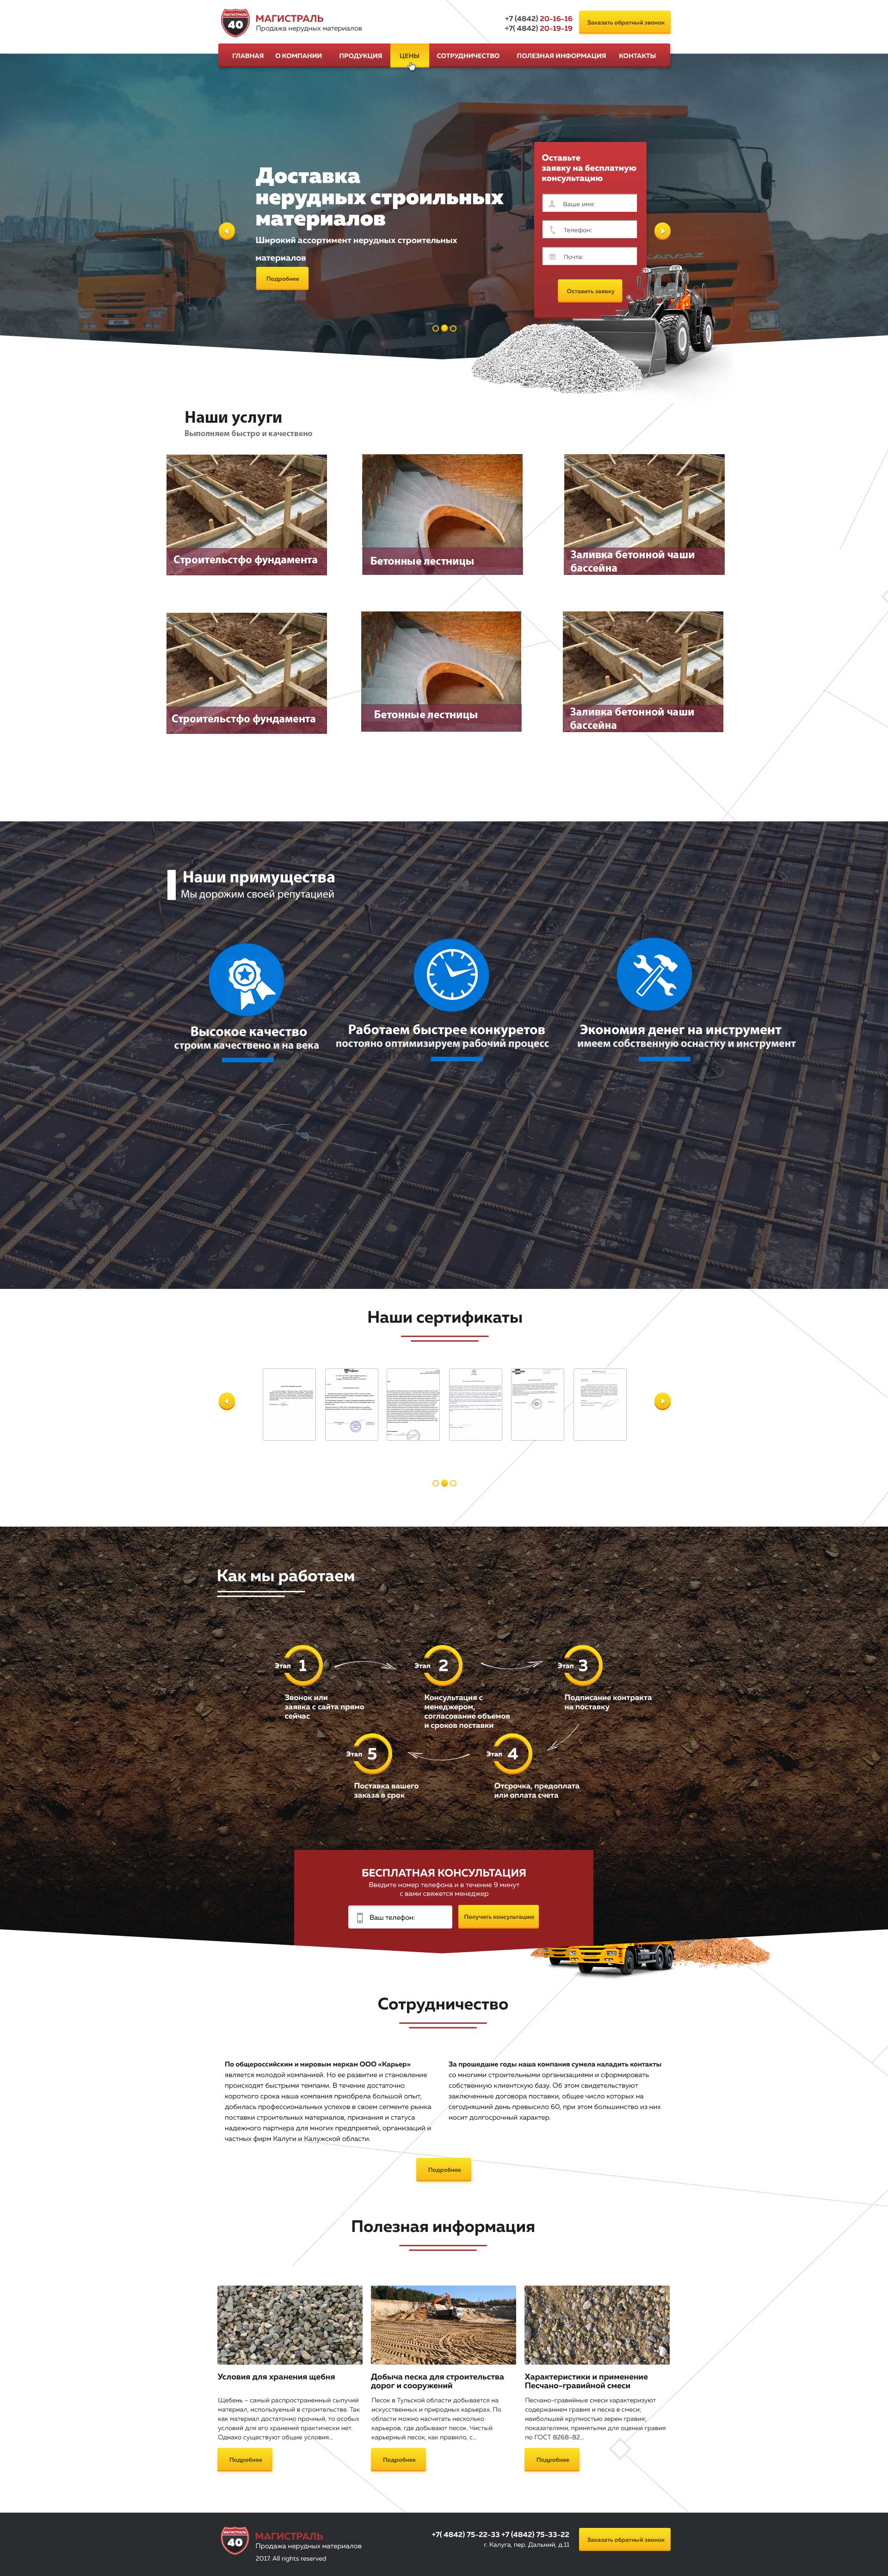 МАГИСТРАЛЬ
40
МАГИСТРАЛЬ
Продажа нерудных материалов
+7 (4842) 20-16-16
+7( 4842) 20-19-19
Заказать обратный звонок
ГЛАВНАЯ О КОМПАНИИ ПРОДУКЦИЯ ЦЕНЫ СОТРУДНИЧЕСТВО ПОЛЕЗНАЯ ИНФОРМАЦИЯ КОНТАКТЫ
Доставка
нерудных строильных
материалов
Широкий ассортимент нерудных строительных
материалов
Подробнее
Оставьте
заявку на бесплатную
консультацию
Ваше имя:
Телефон:
Почта:
Оставить заявку
КАМАЗ
Наши услуги
Выполняем быстро и качествено
Строительстфо фундамента
Бетонные лестницы
Заливка бетонной чаши
бассейна
Строительстфо фундамента
Бетонные лестницы
Заливка бетонной чаши
бассейна
Наши примущества
Мы дорожим своей репутацией
Высокое качество
строим качествено и на века
Работаем быстрее конкуретов
постояно оптимизируем рабочий процесс
Экономия денег на инструмент
имеем собственную оснастку и инструмент
Наши сертификаты
Как мы работаем
Этап 1
Звонок или
заявка с сайта прямо
сейчас
Этап 2
Консультация с
менеджером,
согласование объемов
и сроков поставки
Этап 3
Подписание контракта
на поставку
Этап 4
Отсрочка, предоплата
или оплата счета
Этап 5
Поставка вашего
заказа в срок
БЕСПЛАТНАЯ КОНСУЛЬТАЦИЯ
Введите номер телефона и в течение 9 минут
с вами свяжется менеджер
Ваш телефон:
Получить консультацию
Сотрудничество
По общероссийским и мировым меркам ООО «Карьер»
является молодой компанией. Но ее развитие и становление
происходят быстрыми темпами. В течение достаточно
короткого срока наша компания приобрела большой опыт,
добилась профессиональных успехов в своем сегменте рынка
поставки строительных материалов, признания и статуса
надежного партнера для многих предприятий, организаций и
частных фирм Калуги и Калужской области.
За прошедшие годы наша компания сумела наладить контакты
со многими строительными организациями и сформировать
собственную клиентскую базу. Об этом свидетельствуют
заключенные договора поставки, общее число которых на
сегодняшний день превысило 60, при этом большинство из них
носит долгосрочный характер.
Подробнее
Полезная информация
Условия для хранения щебня
Щебень – самый распространенный сыпучий
материал, используемый в строительстве. Так
как материал достаточно прочный, то особых
условий для его хранения практически нет.
Однако существуют общие условия...
Подробнее
Добыча песка для строительства
дорог и сооружений
Песок в Тульской области добывается на
искусственных и природных карьерах. По
области можно насчитать несколько
карьеров, где добывают песок. Чистый
карьерный песок, как правило, с...
Подробнее
Характеристики и применение
Песчано-гравийной смеси
Песчано-гравийные смеси характеризуют
содержанием гравия и песка в смеси;
наибольшей крупностью зерен гравия;
показателями, принятыми для оценки гравия
по ГОСТ 8268-82...
Подробнее
МАГИСТРАЛЬ
40
МАГИСТРАЛЬ
Продажа нерудных материалов
2017. All rights reserved
+7( 4842) 75-22-33 +7 (4842) 75-33-22
г. Калуга, пер. Дальний, д.11
Заказать обратный звонок